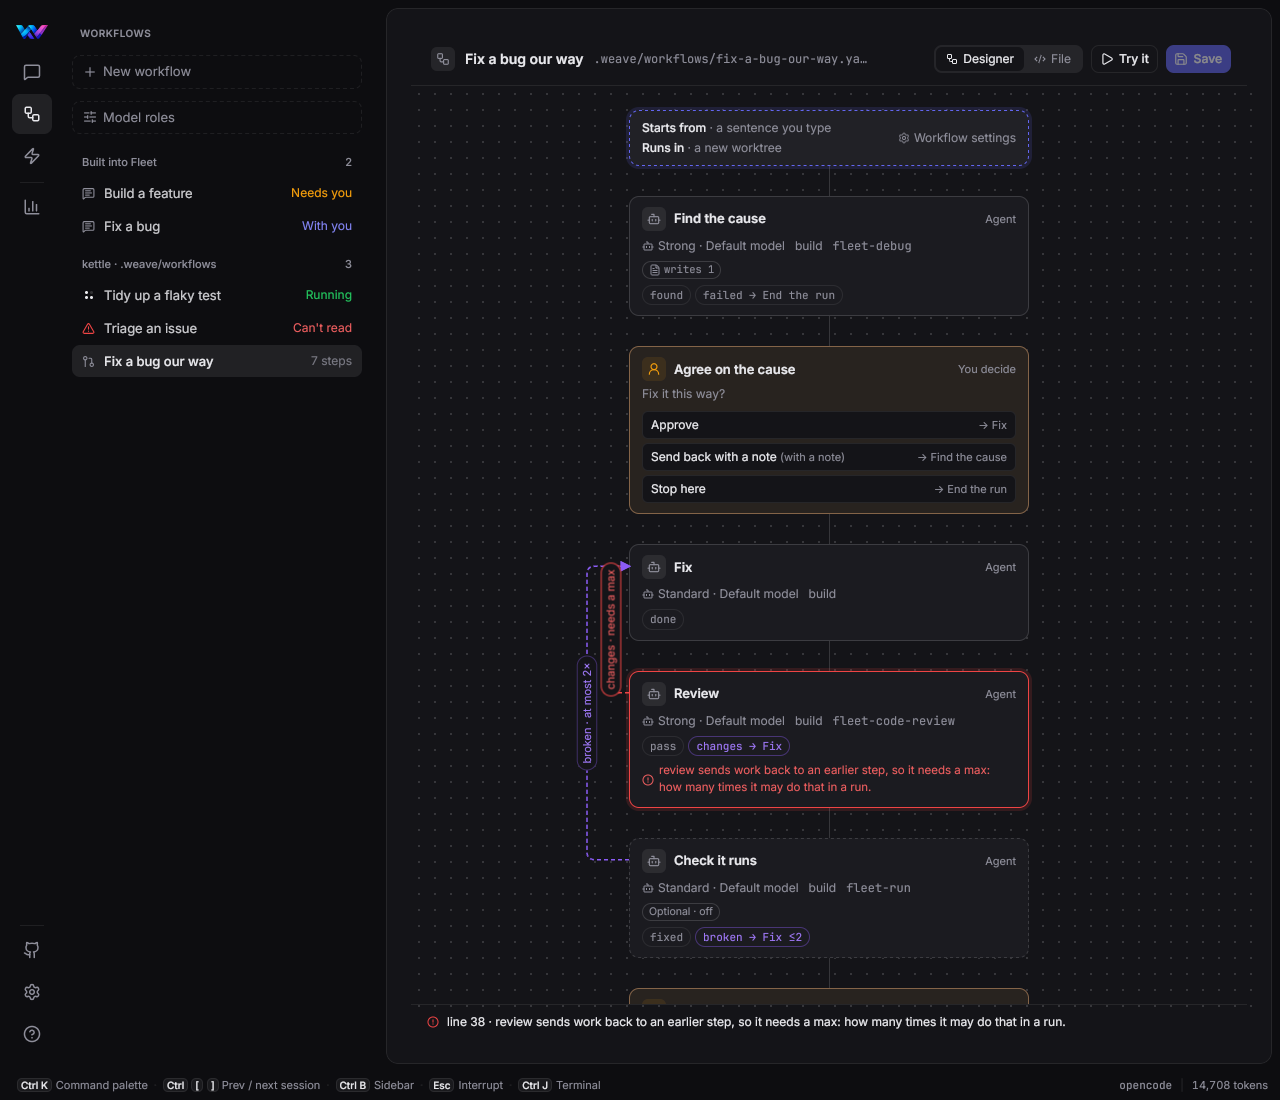 WORKFLOWS
New workflow
Model roles
Built into Fleet 2
Build a feature Needs you
Fix a bug With you
kettle · .weave/workflows 3
Tidy up a flaky test Running
Triage an issue Can't read
Fix a bug our way 7 steps
Fix a bug our way .weave/workflows/fix-a-bug-our-way.ya…
Designer File Try it Save
Starts from · a sentence you type
Runs in · a new worktree
Workflow settings
Find the cause Agent
Strong · Default model build fleet-debug
writes 1
found failed → End the run
Agree on the cause You decide
Fix it this way?
Approve → Fix
Send back with a note (with a note) → Find the cause
Stop here → End the run
Fix Agent
Standard · Default model build
done
changes · needs a max
broken · at most 2×
Review Agent
Strong · Default model build fleet-code-review
pass changes → Fix
review sends work back to an earlier step, so it needs a max:
how many times it may do that in a run.
Check it runs Agent
Standard · Default model build fleet-run
Optional · off
fixed broken → Fix ≤2
line 38 · review sends work back to an earlier step, so it needs a max: how many times it may do that in a run.
Ctrl K Command palette · Ctrl [ ] Prev / next session · Ctrl B Sidebar · Esc Interrupt · Ctrl J Terminal
opencode 14,708 tokens